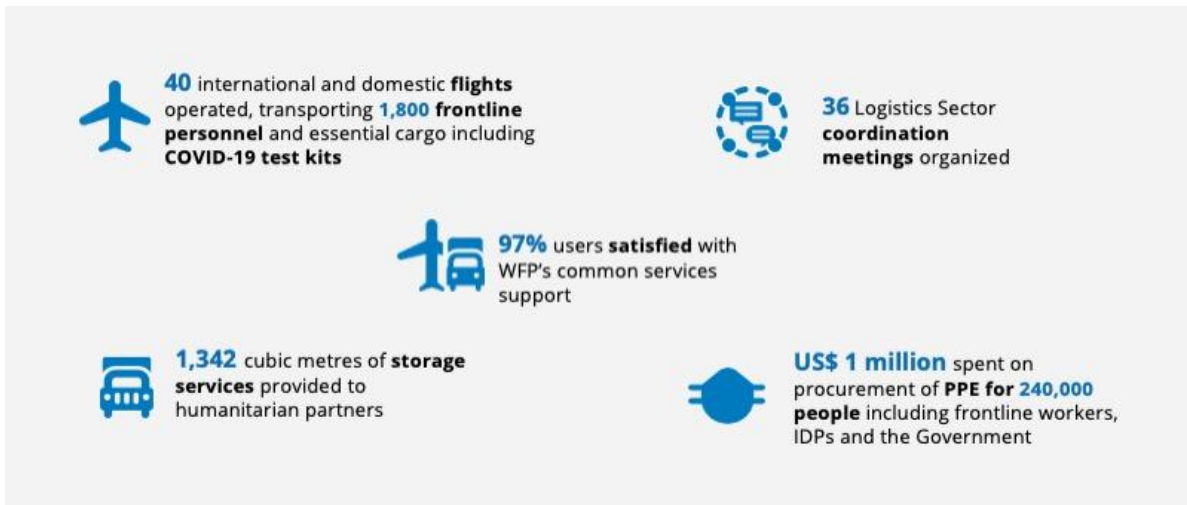 40 international and domestic flights
operated, transporting 1,800 frontline
personnel and essential cargo including
COVID-19 test kits
36 Logistics Sector
coordination
meetings organized
97% users satisfied with
WFP's common services
support
1,342 cubic metres of storage
services provided to
humanitarian partners
US$ 1 million spent on
procurement of PPE for 240,000
people including frontline workers,
IDPs and the Government